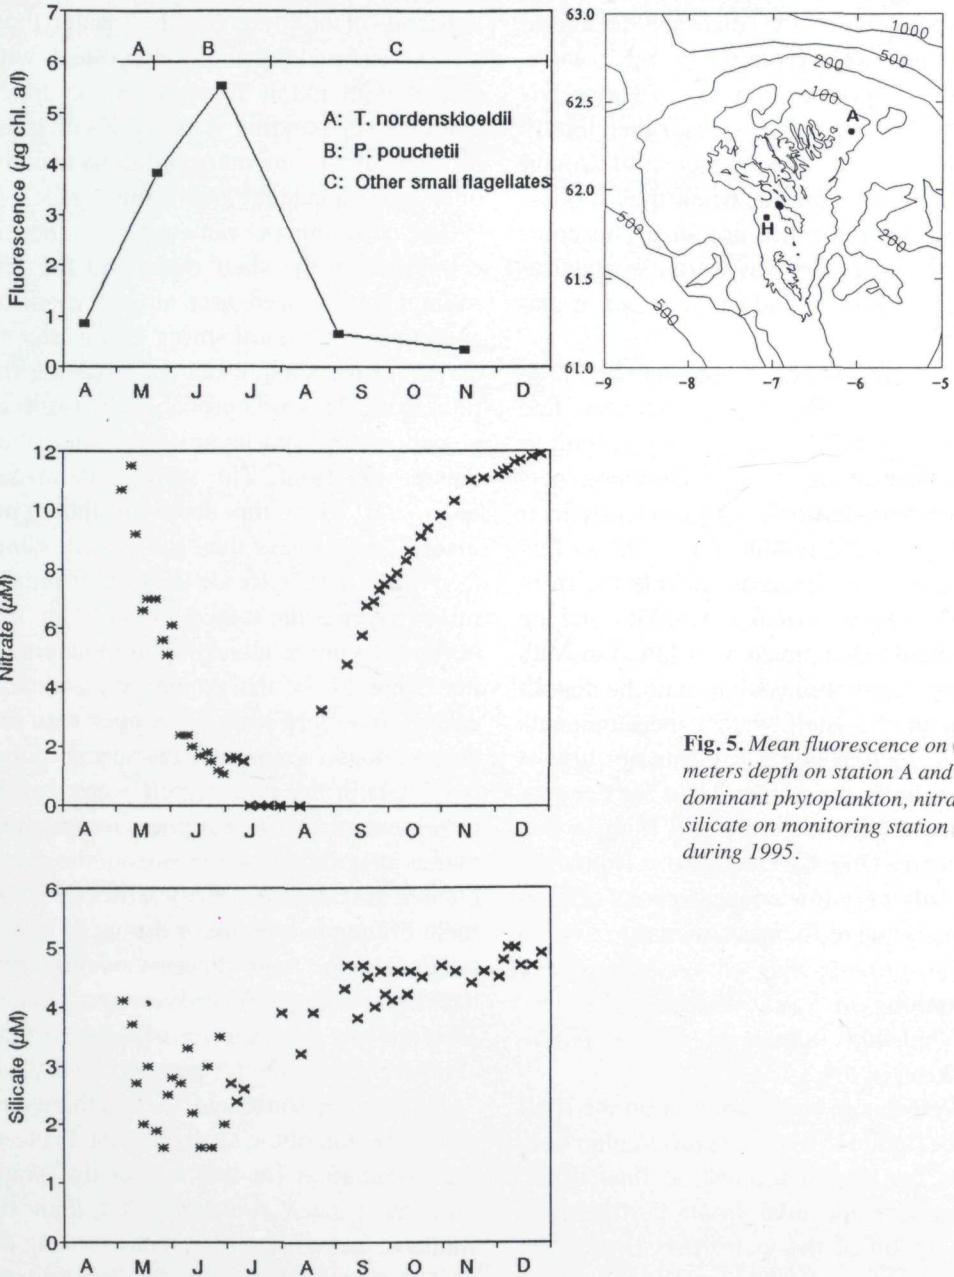 7
6
5
4
3
2
1
0
Fluorescence (µg chl. a/l)
A B C
A: T. nordenskioeldii
B: P. pouchetii
C: Other small flagellates
A M J J A S O N D
63.0
62.5
62.0
61.5
61.0
-9 -8 -7 -6 -5
1000
500
200
100
A
H
500
200
500
12
10
8
6
4
2
0
Nitrate (µM)
A M J J A S O N D
Fig. 5. Mean fluorescence on
meters depth on station A and
dominant phytoplankton, nitra
silicate on monitoring station
during 1995.
6
5
4
3
2
1
0
Silicate (µM)
A M J J A S O N D